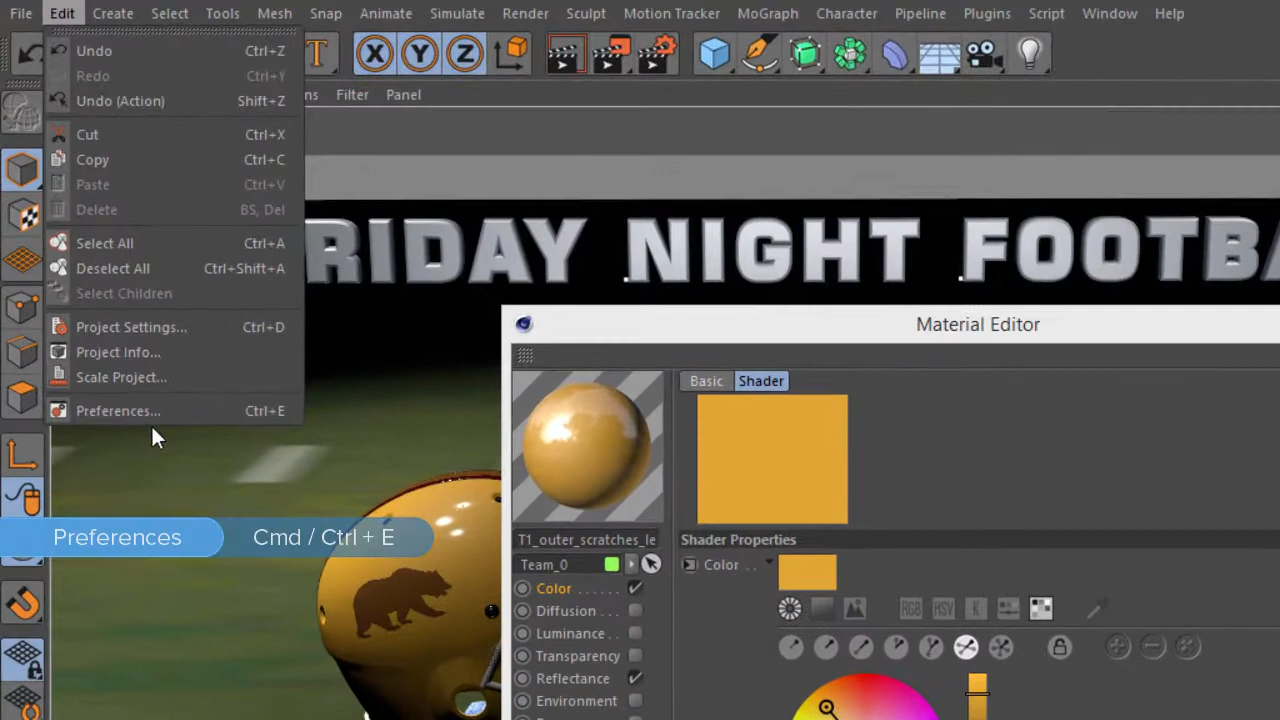 File Edit Create Select Tools Mesh Snap Animate Simulate Render Sculpt Motion Tracker MoGraph Character Pipeline Plugins Script Window Help
Undo Ctrl+Z
Redo Ctrl+Y
Undo (Action) Shift+Z
Cut Ctrl+X
Copy Ctrl+C
Paste Ctrl+V
Delete BS, Del
Select All Ctrl+A
Deselect All Ctrl+Shift+A
Select Children
Project Settings... Ctrl+D
Project Info...
Scale Project...
Preferences... Ctrl+E
T
X Y Z
Filter Panel
RIDAY NIGHT FOOTBA
Preferences Cmd / Ctrl + E
Material Editor
Basic Shader
T1_outer_scratches_le
Team_0
Color ......
Diffusion ...
Luminance ..
Transparency
Reflectance
Environment
Shader Properties
Color ..
RGB HSV K